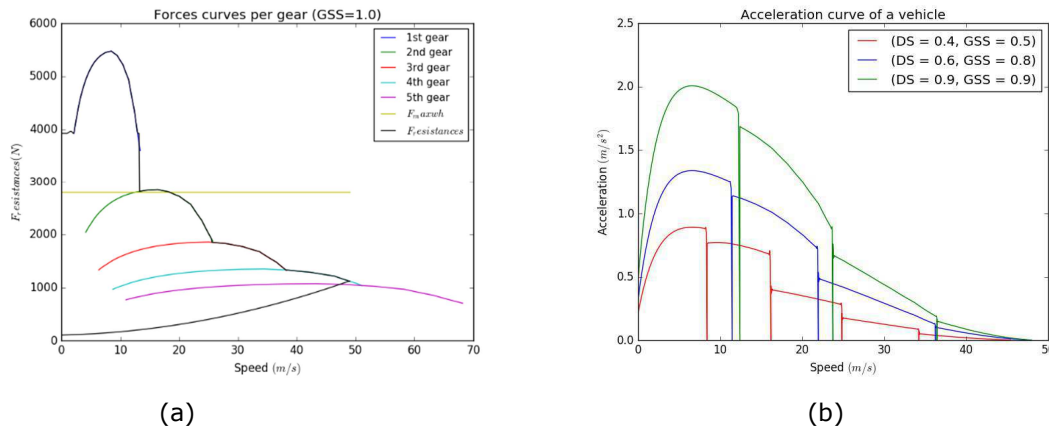 Forces curves per gear (GSS=1.0)
6000
5000
4000
3000
2000
1000
0
F_resistances(N)
1st gear
2nd gear
3rd gear
4th gear
5th gear
F_maxwh
F_resistances
0 10 20 30 40 50 60 70
Speed (m/s)
(a)
Acceleration curve of a vehicle
2.5
2.0
1.5
1.0
0.5
0.0
Acceleration (m/s²)
(DS = 0.4, GSS = 0.5)
(DS = 0.6, GSS = 0.8)
(DS = 0.9, GSS = 0.9)
0 10 20 30 40 50
Speed (m/s)
(b)